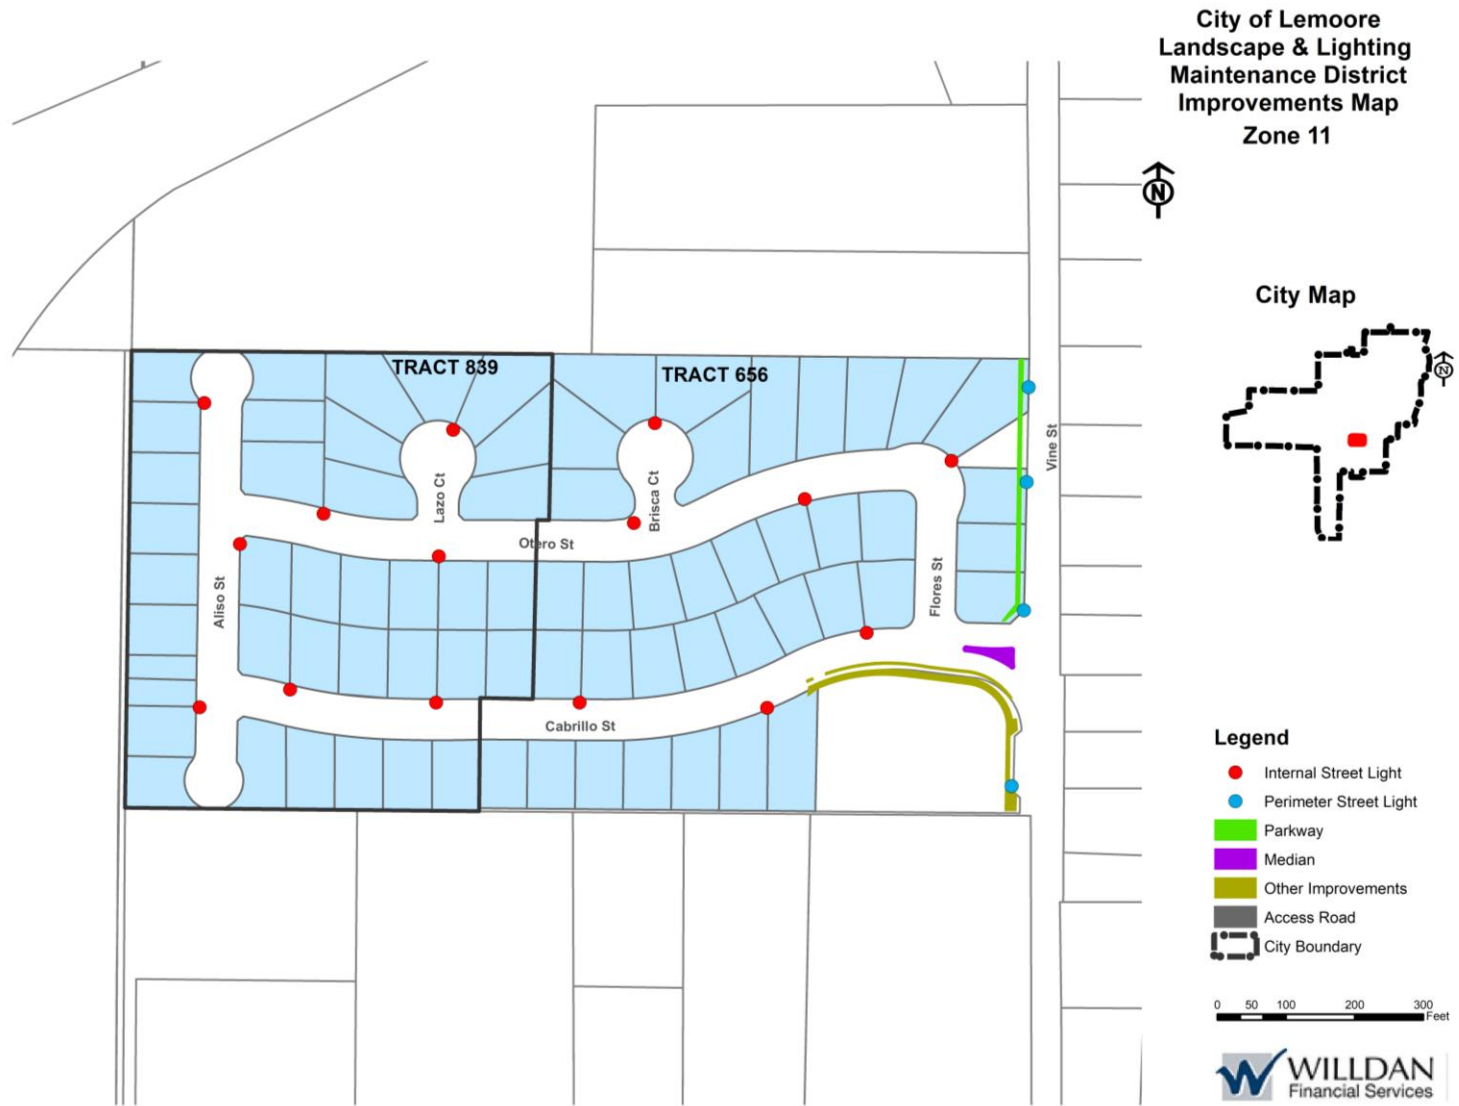 City of Lemoore
Landscape & Lighting
Maintenance District
Improvements Map
Zone 11
N
City Map
N
TRACT 839
TRACT 656
Lazo Ct
Brisca Ct
Vine St
Otero St
Aliso St
Flores St
Cabrillo St
Legend
Internal Street Light
Perimeter Street Light
Parkway
Median
Other Improvements
Access Road
City Boundary
0 50 100 200 300
Feet
WILLDAN
Financial Services